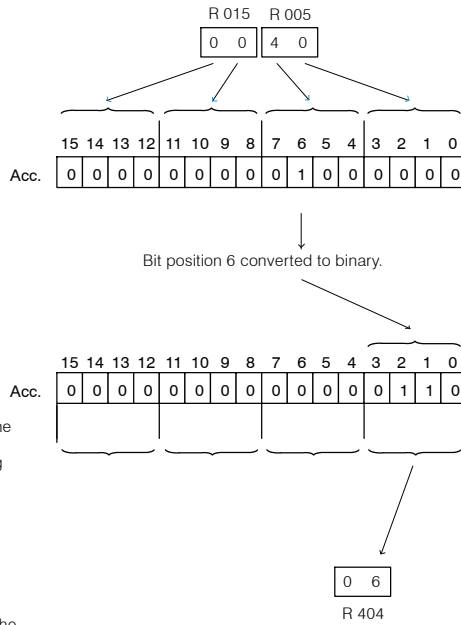 R 015 R 005
0 0 4 0
15 14 13 12 11 10 9 8 7 6 5 4 3 2 1 0
Acc. 0 0 0 0 0 0 0 0 0 1 0 0 0 0 0 0
Bit position 6 converted to binary.
15 14 13 12 11 10 9 8 7 6 5 4 3 2 1 0
Acc. 0 0 0 0 0 0 0 0 0 0 0 0 0 1 1 0
0 6
R 404